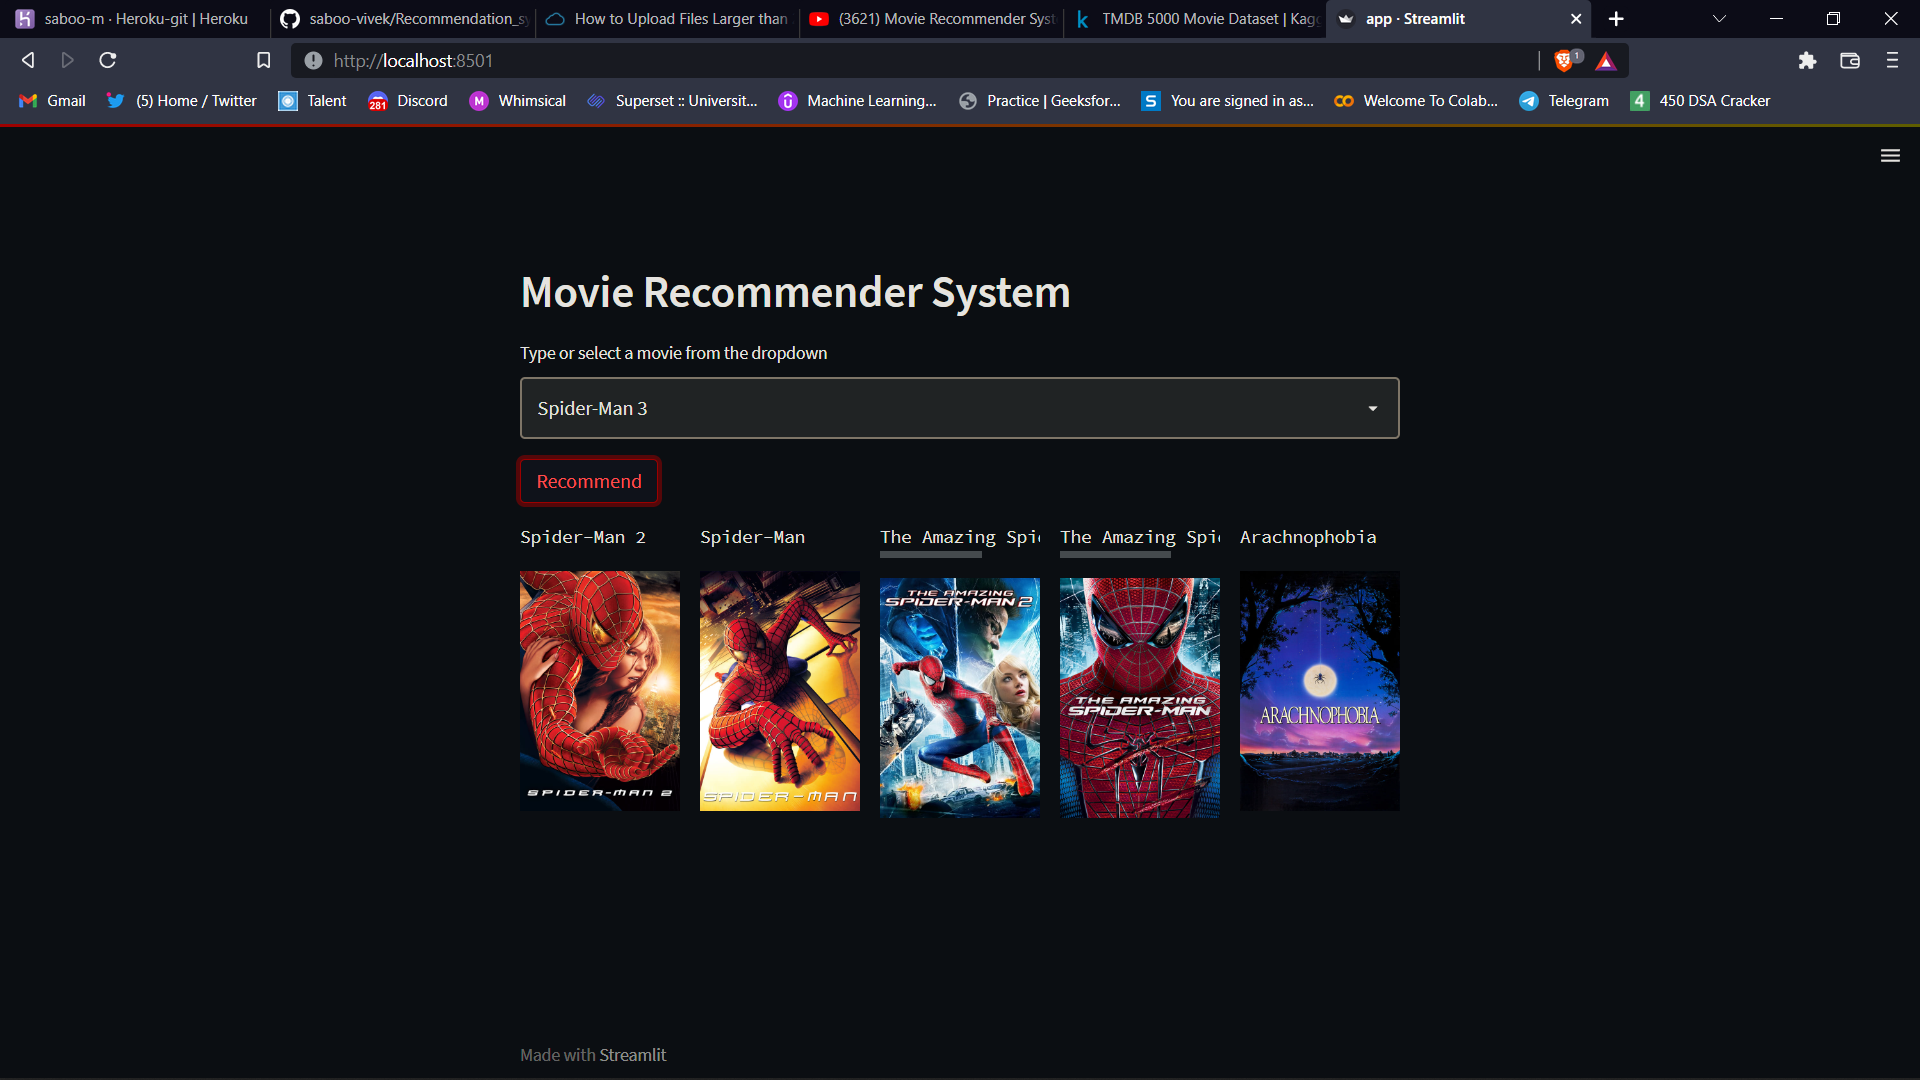 saboo-m · Heroku-git | Heroku
saboo-vivek/Recommendation_sy
How to Upload Files Larger than
(3621) Movie Recommender Syst
TMDB 5000 Movie Dataset | Kagg
app · Streamlit
http://localhost:8501
1
Gmail
(5) Home / Twitter
Talent
281
Discord
M
Whimsical
Superset :: Universit...
Machine Learning...
Practice | Geeksfor...
S
You are signed in as...
Welcome To Colab...
Telegram
4
450 DSA Cracker
Movie Recommender System
Type or select a movie from the dropdown
Spider-Man 3
Recommend
Spider-Man 2
Spider-Man
The Amazing Spi
The Amazing Spi
Arachnophobia
SPIDER-MAN 2
SPIDER-MAN
THE AMAZING
SPIDER-MAN 2
THE AMAZING
SPIDER-MAN
ARACHNOPHOBIA
Made with Streamlit